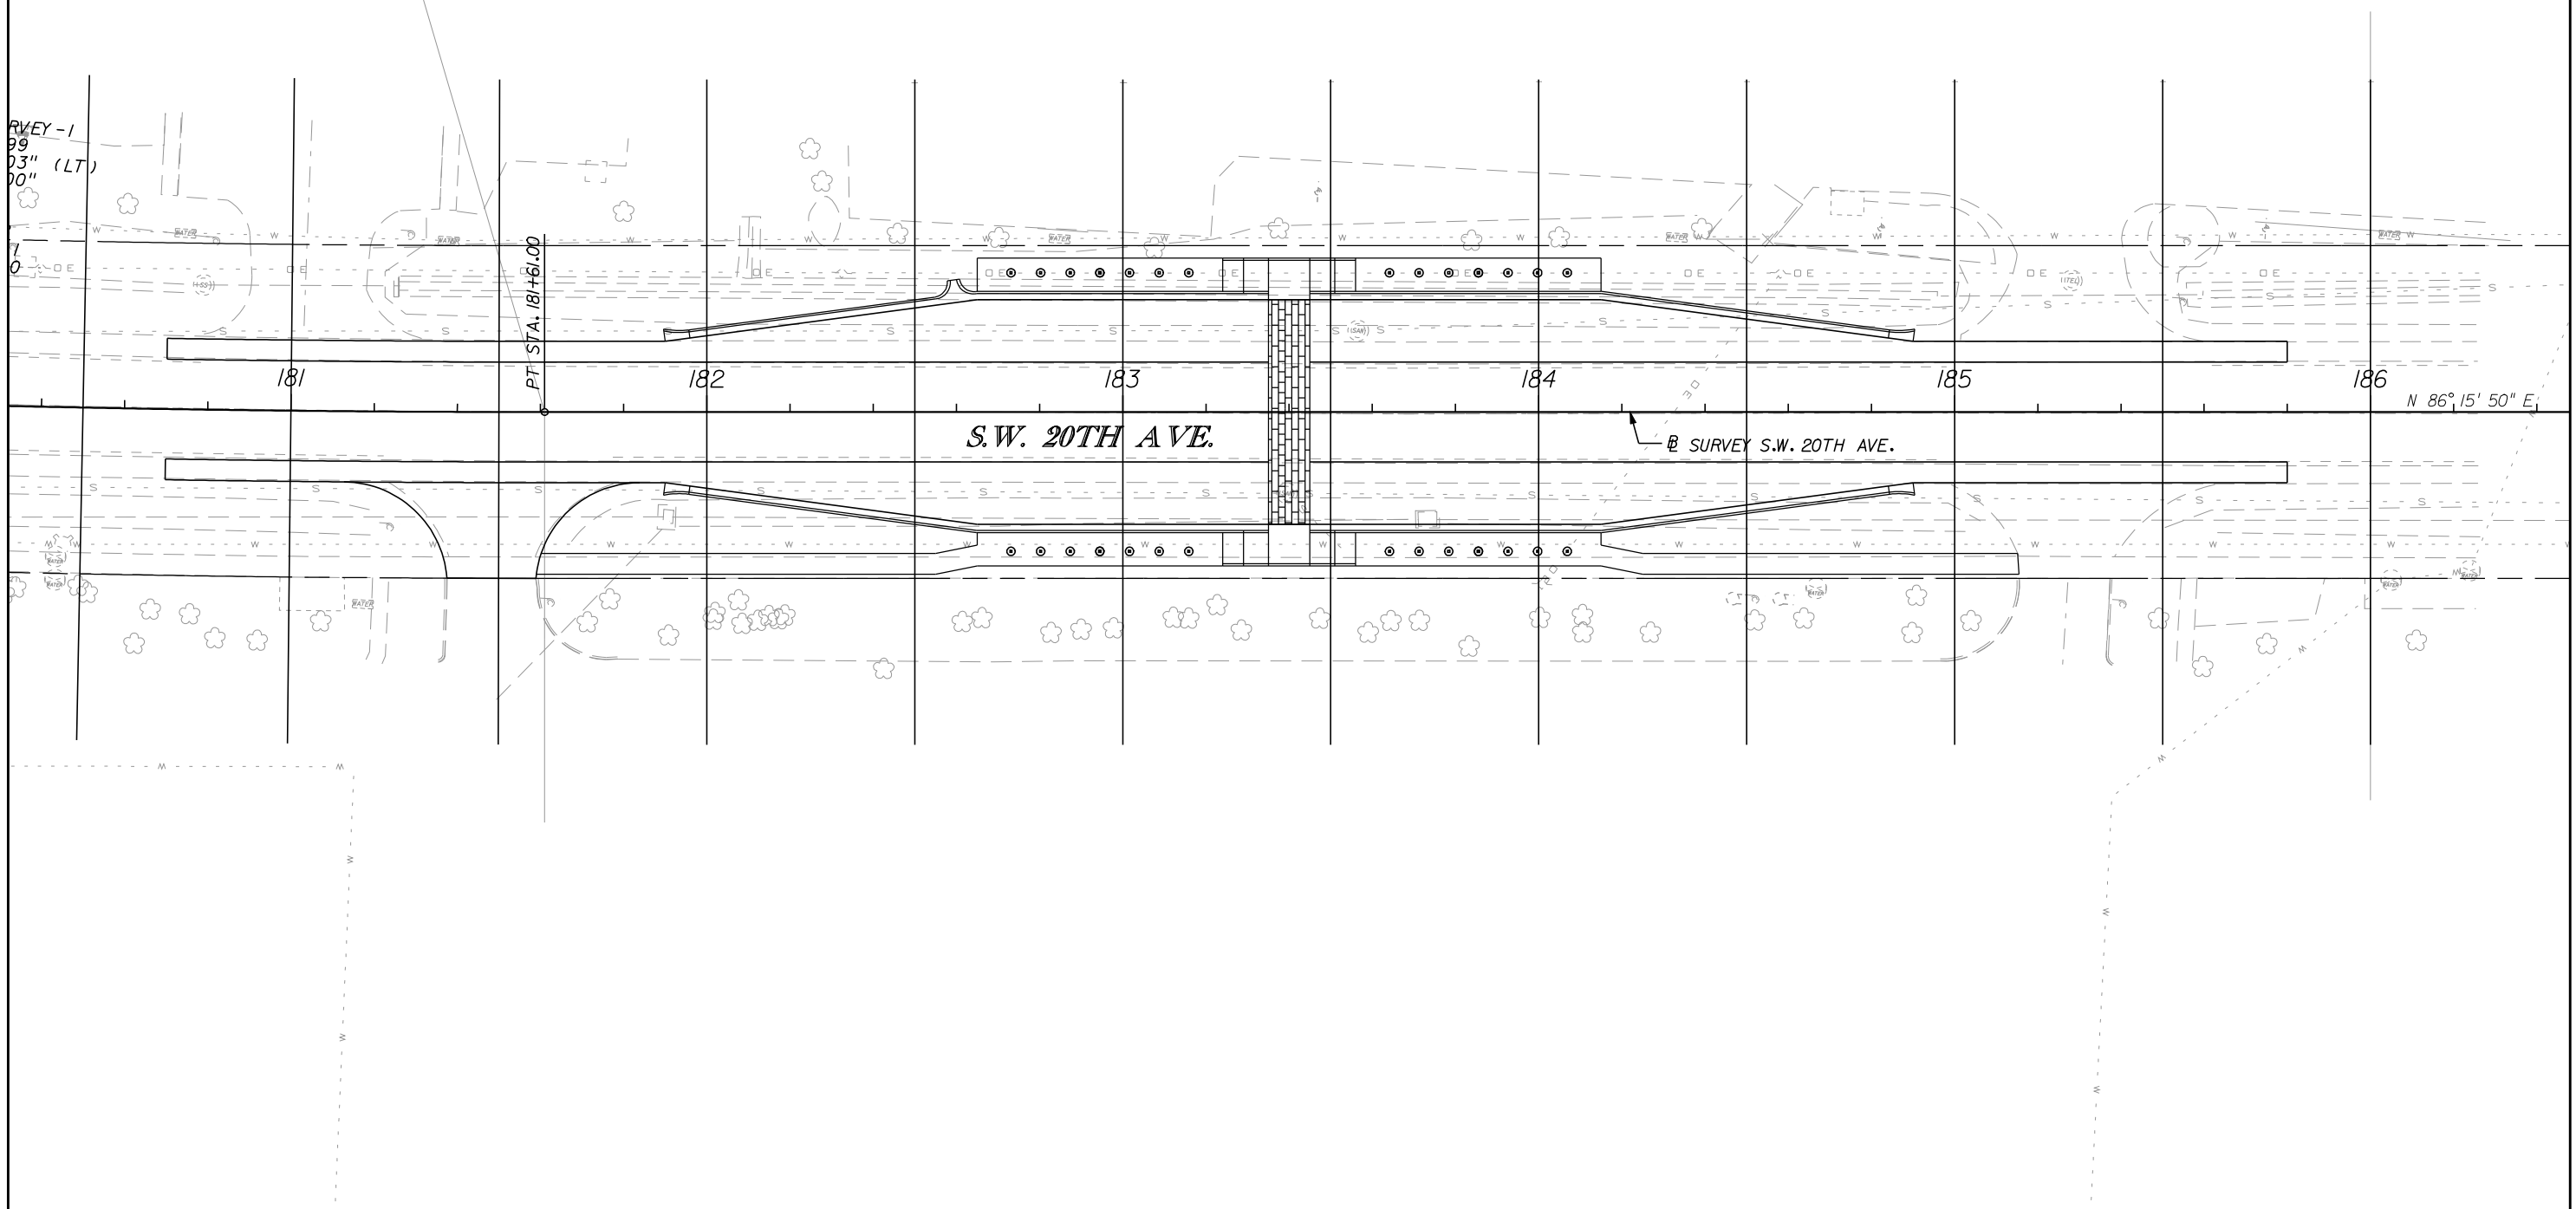 RVEY-1
99
03" (LT)
00"
PT STA. 181+61.00
181
182
183
184
185
186
N 86° 15' 50" E
S.W. 20TH AVE.
B SURVEY S.W. 20TH AVE.